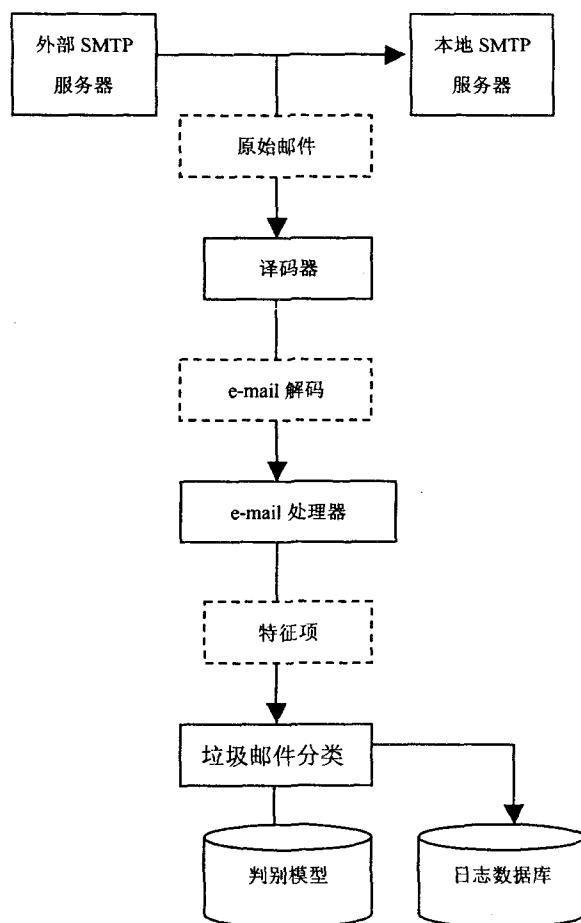 外部 SMTP
服务器
本地 SMTP
服务器
原始邮件
译码器
e-mail 解码
e-mail 处理器
特征项
垃圾邮件分类
判别模型
日志数据库